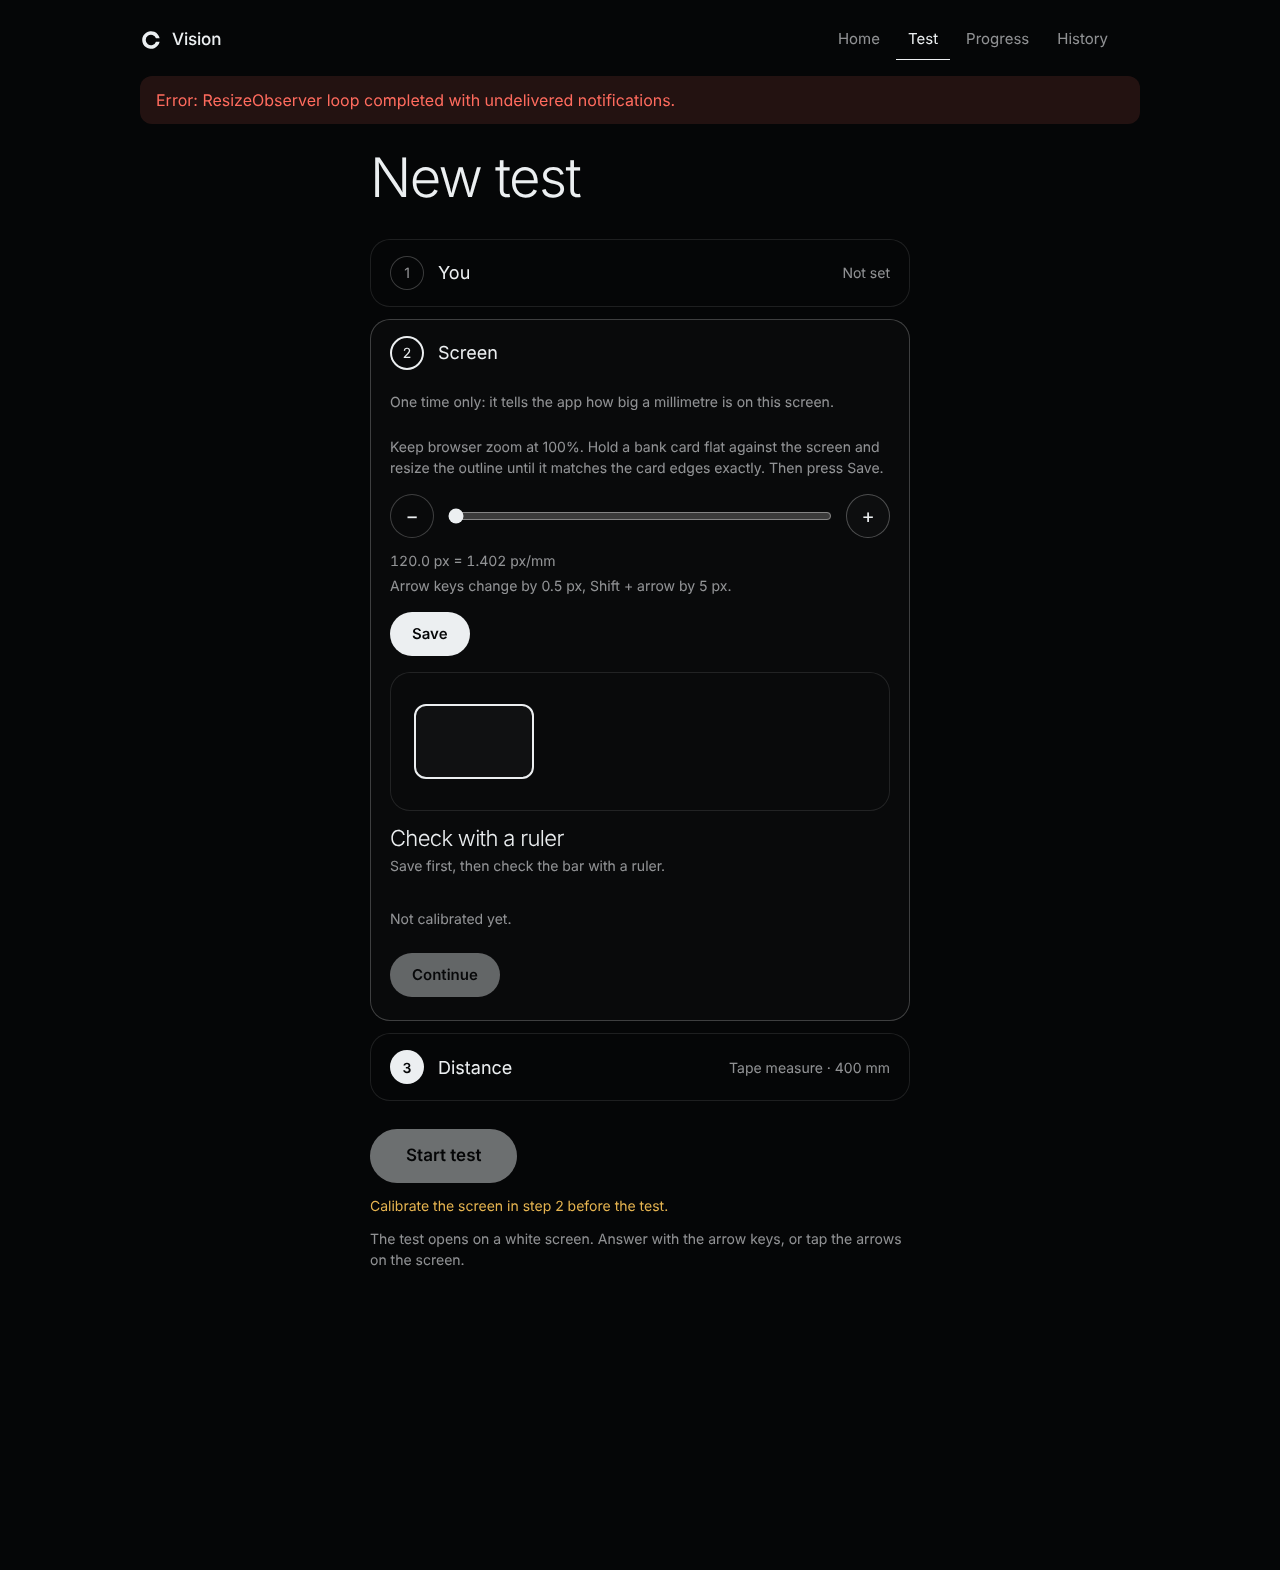 Vision
Home Test Progress History
Error: ResizeObserver loop completed with undelivered notifications.
New test
1 You Not set
2 Screen
One time only: it tells the app how big a millimetre is on this screen.
Keep browser zoom at 100%. Hold a bank card flat against the screen and
resize the outline until it matches the card edges exactly. Then press Save.
− +
120.0 px = 1.402 px/mm
Arrow keys change by 0.5 px, Shift + arrow by 5 px.
Save
Check with a ruler
Save first, then check the bar with a ruler.
Not calibrated yet.
Continue
3 Distance Tape measure · 400 mm
Start test
Calibrate the screen in step 2 before the test.
The test opens on a white screen. Answer with the arrow keys, or tap the arrows
on the screen.